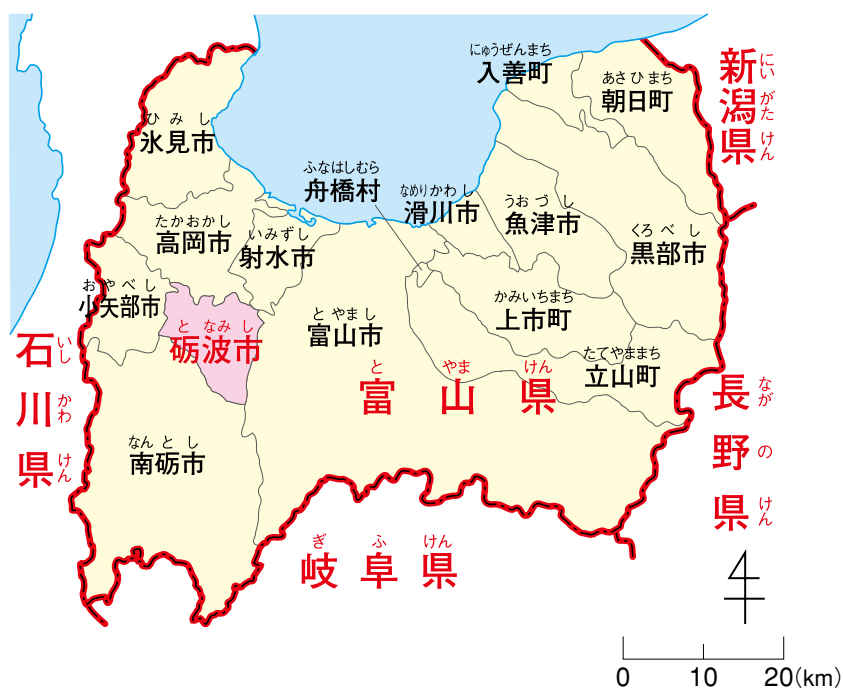 にゅうぜんまち
入善町
あさひまち
朝日町
にいがたけん
新潟県
ひみし
氷見市
ふなはしむら
舟橋村
なめりかわし
滑川市
うおづし
魚津市
くろべし
黒部市
たかおかし
高岡市
いみずし
射水市
おやべし
小矢部市
となみし
砺波市
とやまし
富山市
かみいちまち
上市町
たてやままち
立山町
いしかわけん
石川県
とやまけん
富山県
ながのけん
長野県
なんとし
南砺市
ぎふけん
岐阜県
0 10 20(km)